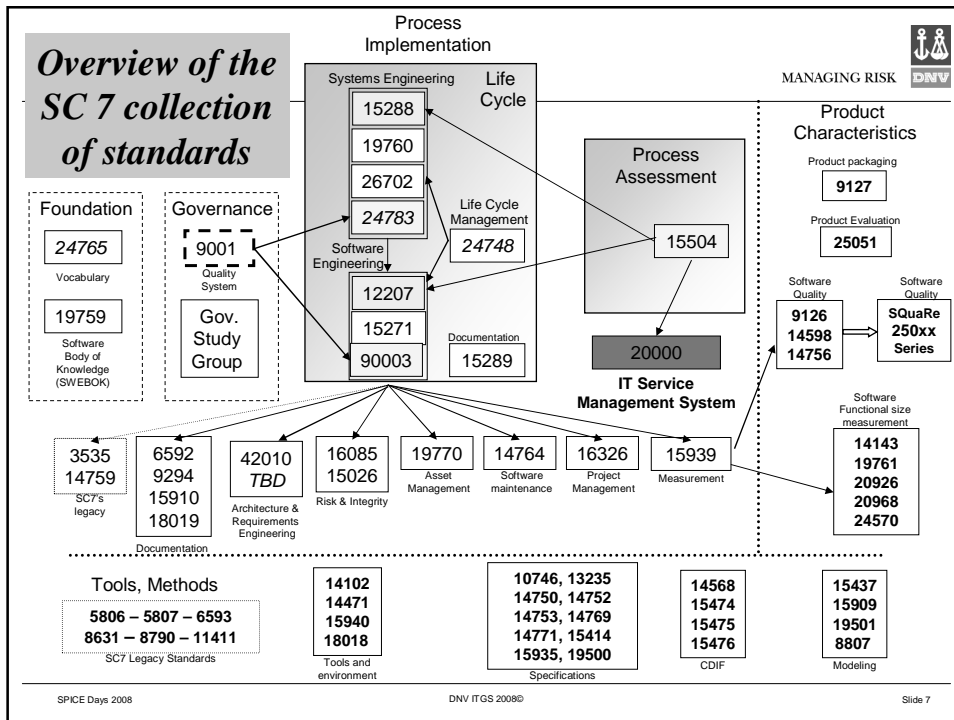 Overview of the
SC 7 collection
of standards
Process
Implementation
MANAGING RISK
DNV
Systems Engineering
Life
Cycle
15288
19760
26702
24783
Life Cycle
Management
24748
Software
Engineering
12207
15271
90003
Documentation
15289
Process
Assessment
15504
20000
IT Service
Management System
Product
Characteristics
Product packaging
9127
Product Evaluation
25051
Software
Quality
9126
14598
14756
Software
Quality
SQuaRe
250xx
Series
Software
Functional size
measurement
14143
19761
20926
20968
24570
Foundation
24765
Vocabulary
19759
Software
Body of
Knowledge
(SWEBOK)
Governance
9001
Quality
System
Gov.
Study
Group
3535
14759
SC7's
legacy
6592
9294
15910
18019
Documentation
42010
TBD
Architecture &
Requirements
Engineering
16085
15026
Risk & Integrity
19770
Asset
Management
14764
Software
maintenance
16326
Project
Management
15939
Measurement
Tools, Methods
5806 – 5807 – 6593
8631 – 8790 – 11411
SC7 Legacy Standards
14102
14471
15940
18018
Tools and
environment
10746, 13235
14750, 14752
14753, 14769
14771, 15414
15935, 19500
Specifications
14568
15474
15475
15476
CDIF
15437
15909
19501
8807
Modeling
SPICE Days 2008
DNV ITGS 2008©
Slide 7